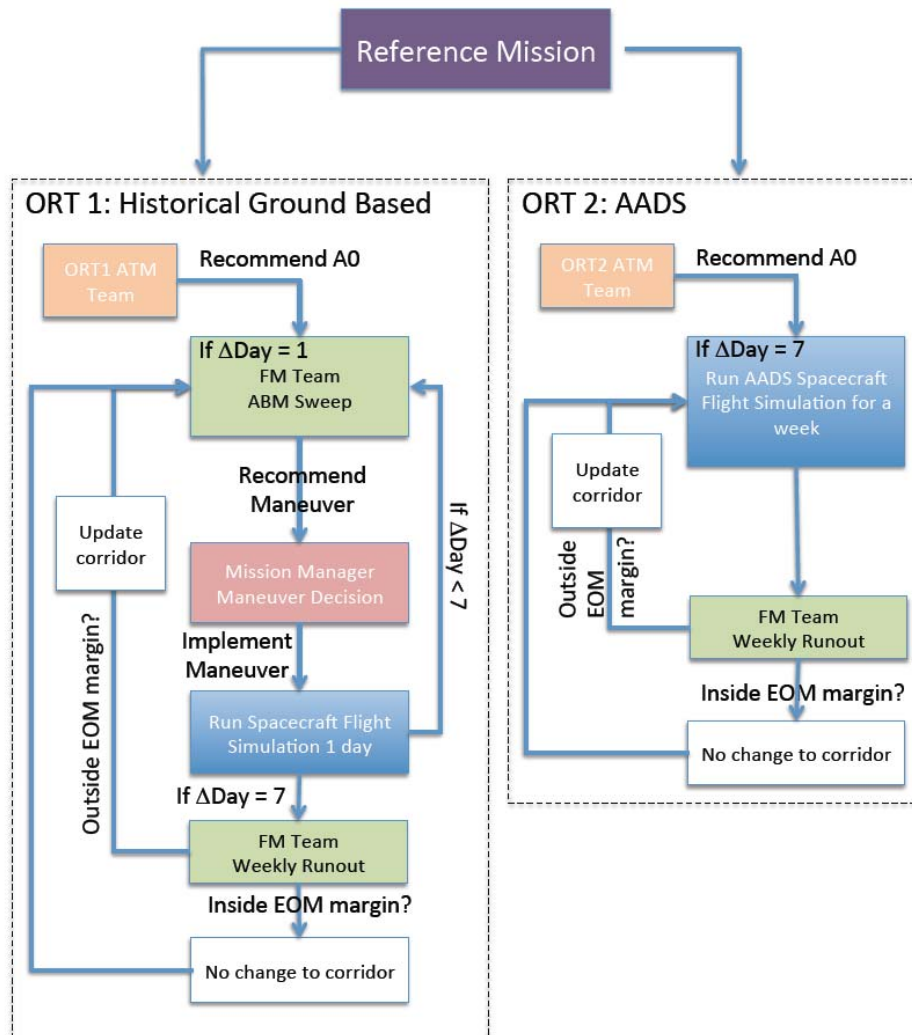 Reference Mission
ORT 1: Historical Ground Based
Recommend A0
ORT1 ATM
Team
If ΔDay = 1
FM Team
ABM Sweep
Recommend
Maneuver
Update
corridor
If ΔDay < 7
Mission Manager
Maneuver Decision
Implement
Maneuver
Outside EOM margin?
Run Spacecraft Flight
Simulation 1 day
If ΔDay = 7
FM Team
Weekly Runout
Inside EOM margin?
No change to corridor
ORT 2: AADS
Recommend A0
ORT2 ATM
Team
If ΔDay = 7
Run AADS Spacecraft
Flight Simulation for a
week
Update
corridor
Outside
EOM
margin?
FM Team
Weekly Runout
Inside EOM margin?
No change to corridor